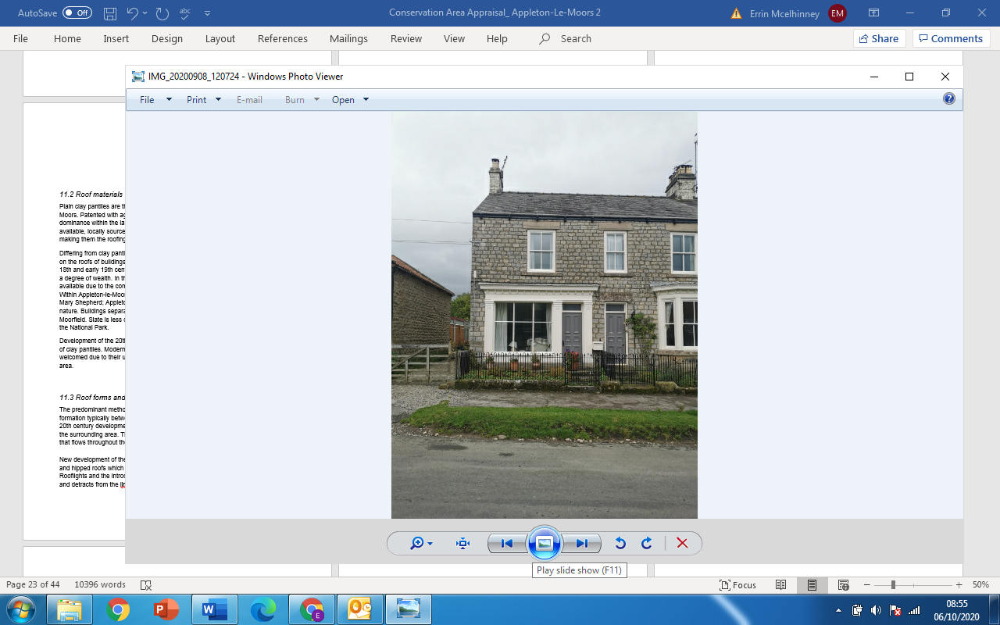 AutoSave Off
Conservation Area Appraisal_ Appleton-Le-Moors 2
Errin Mcelhinney EM
File Home Insert Design Layout References Mailings Review View Help Search Share Comments
IMG_20200908_120724 - Windows Photo Viewer
File Print E-mail Burn Open
11.2 Roof materials
Plain clay pantiles are th
Moors. Patented with ag
dominance within the la
available, locally source
making them the roofing
Differing from clay panti
on the roofs of buildings
18th and early 19th cen
a degree of wealth. In th
available due to the con
Within Appleton-le-Moor
Mary Shepherd; Appleto
nature. Buildings separa
Moorfield. Slate is less c
the National Park.
Development of the 20th
of clay pantiles. Modern
welcomed due to their u
area.
11.3 Roof forms and
The predominant metho
formation typically betw
20th century developme
the surrounding area. Th
that flows throughout the
New development of the
and hipped roofs which
Rooflights and the introd
and detracts from the lin
Play slide show (F11)
Page 23 of 44 10396 words Focus 50%
08:55
06/10/2020